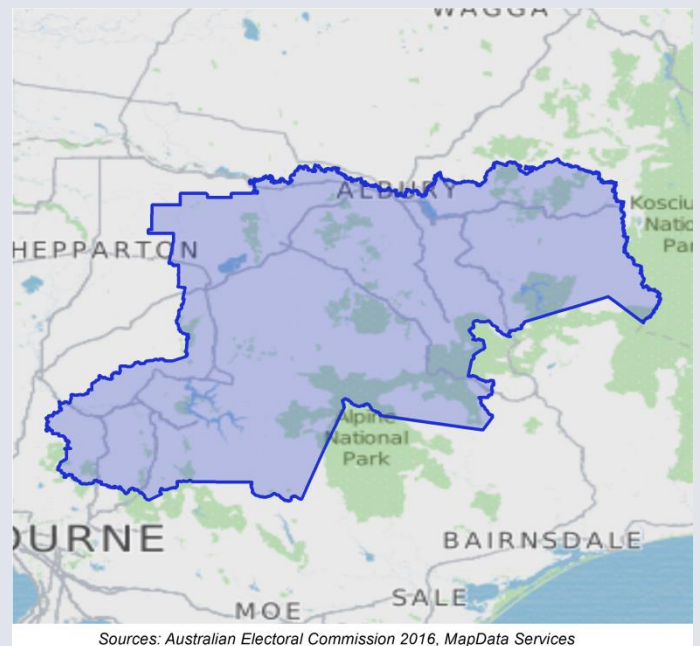 WAGGA
ALBURY
Kosciu
Natio
Par
HEPPARTON
Alpine
National
Park
OURNE
BAIRNSDALE
SALE
MOE
Sources: Australian Electoral Commission 2016, MapData Services